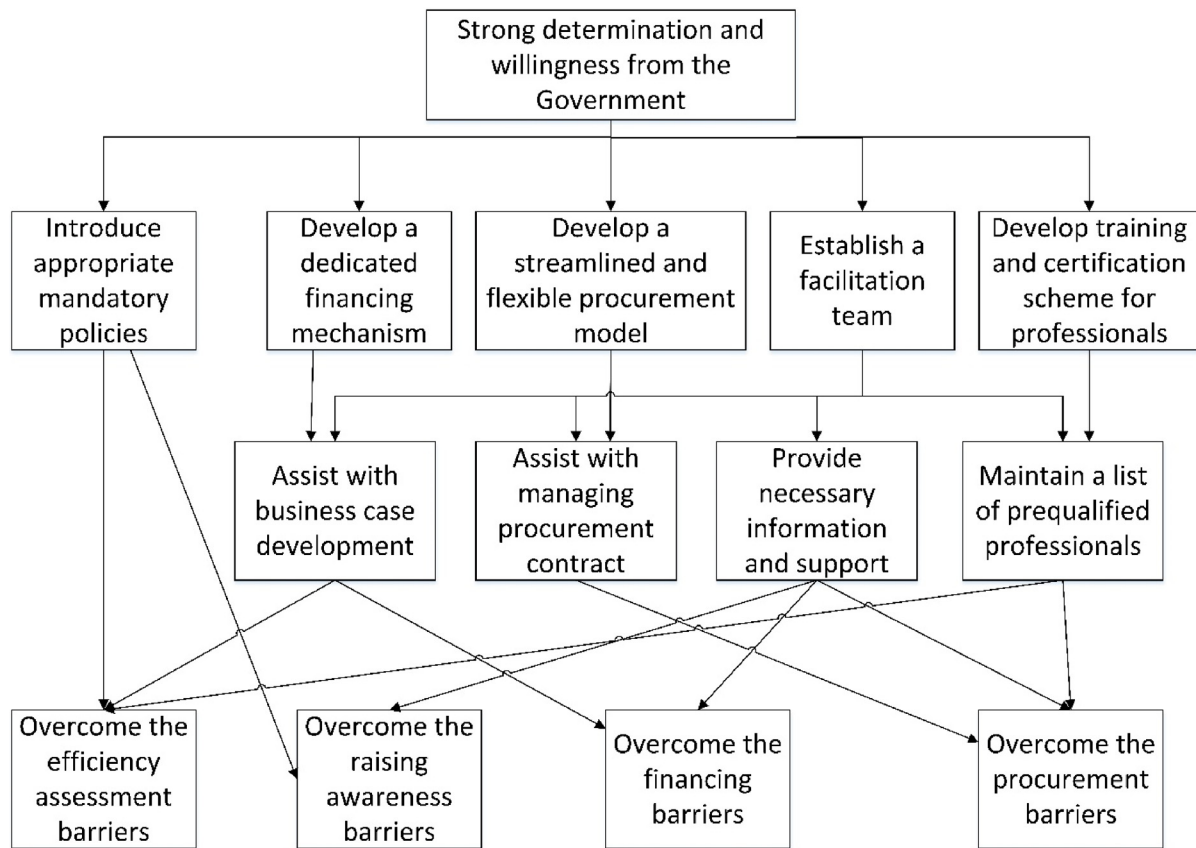 Strong determination and
willingness from the
Government
Introduce
appropriate
mandatory
policies
Develop a
dedicated
financing
mechanism
Develop a
streamlined and
flexible procurement
model
Establish a
facilitation
team
Develop training
and certification
scheme for
professionals
Assist with
business case
development
Assist with
managing
procurement
contract
Provide
necessary
information
and support
Maintain a list
of prequalified
professionals
Overcome the
efficiency
assessment
barriers
Overcome the
raising
awareness
barriers
Overcome the
financing
barriers
Overcome the
procurement
barriers